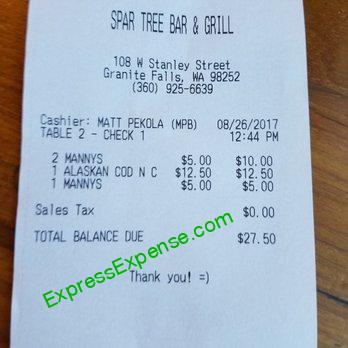 SPAR TREE BAR & GRILL
108 W Stanley Street
Granite Falls, WA 98252
(360) 925-6639
Cashier: MATT PEKOLA (MPB) 08/26/2017
TABLE 2 - CHECK 1 12:44 PM
2 MANNYS $5.00 $10.00
1 ALASKAN COD N C $12.50 $12.50
1 MANNYS $5.00 $5.00
Sales Tax $0.00
TOTAL BALANCE DUE $27.50
Thank you! =)
ExpressExpense.com